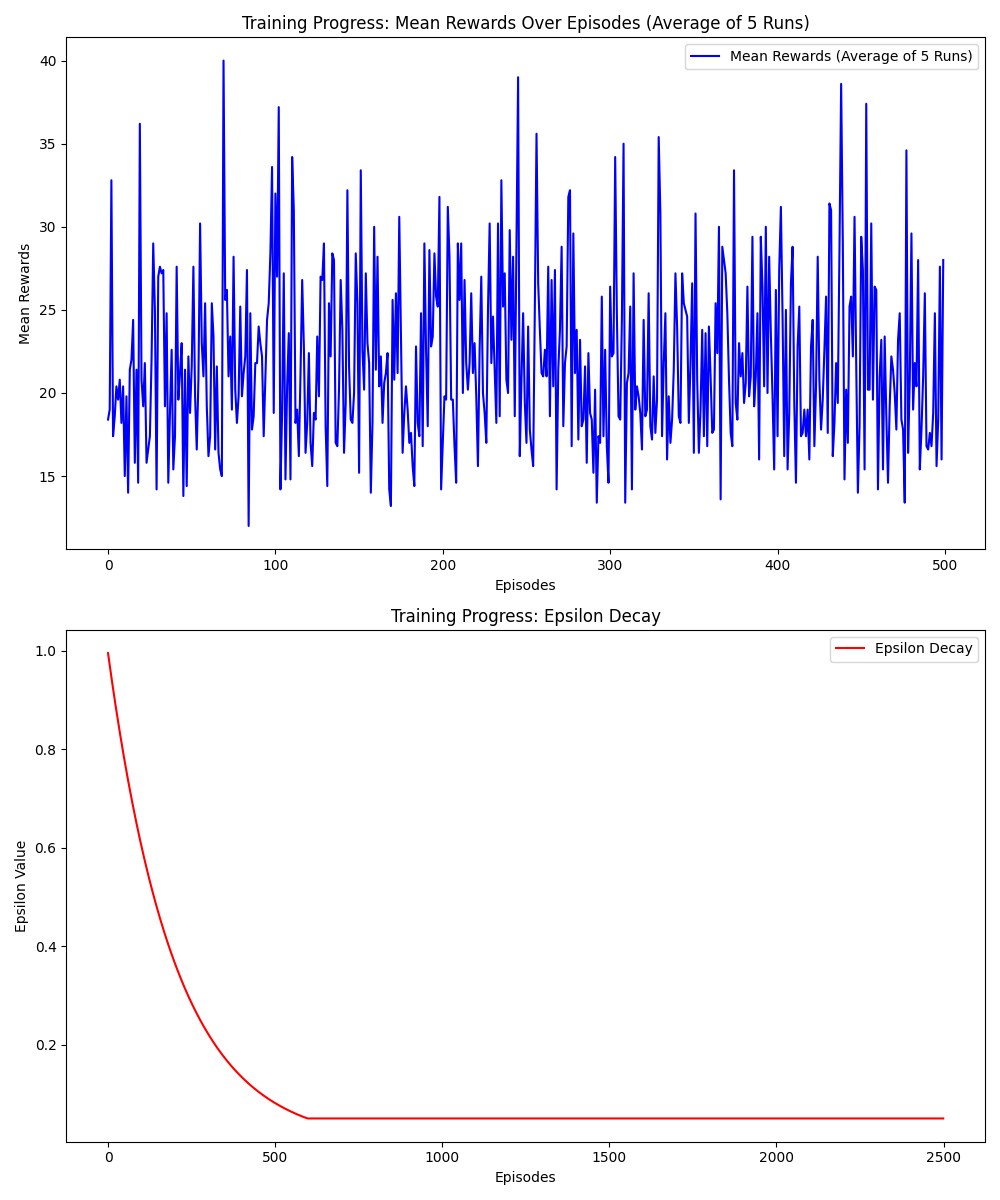 Training Progress: Mean Rewards Over Episodes (Average of 5 Runs)
Mean Rewards (Average of 5 Runs)
40
35
30
25
20
15
Mean Rewards
0 100 200 300 400 500
Episodes
Training Progress: Epsilon Decay
Epsilon Decay
1.0
0.8
0.6
0.4
0.2
Epsilon Value
0 500 1000 1500 2000 2500
Episodes